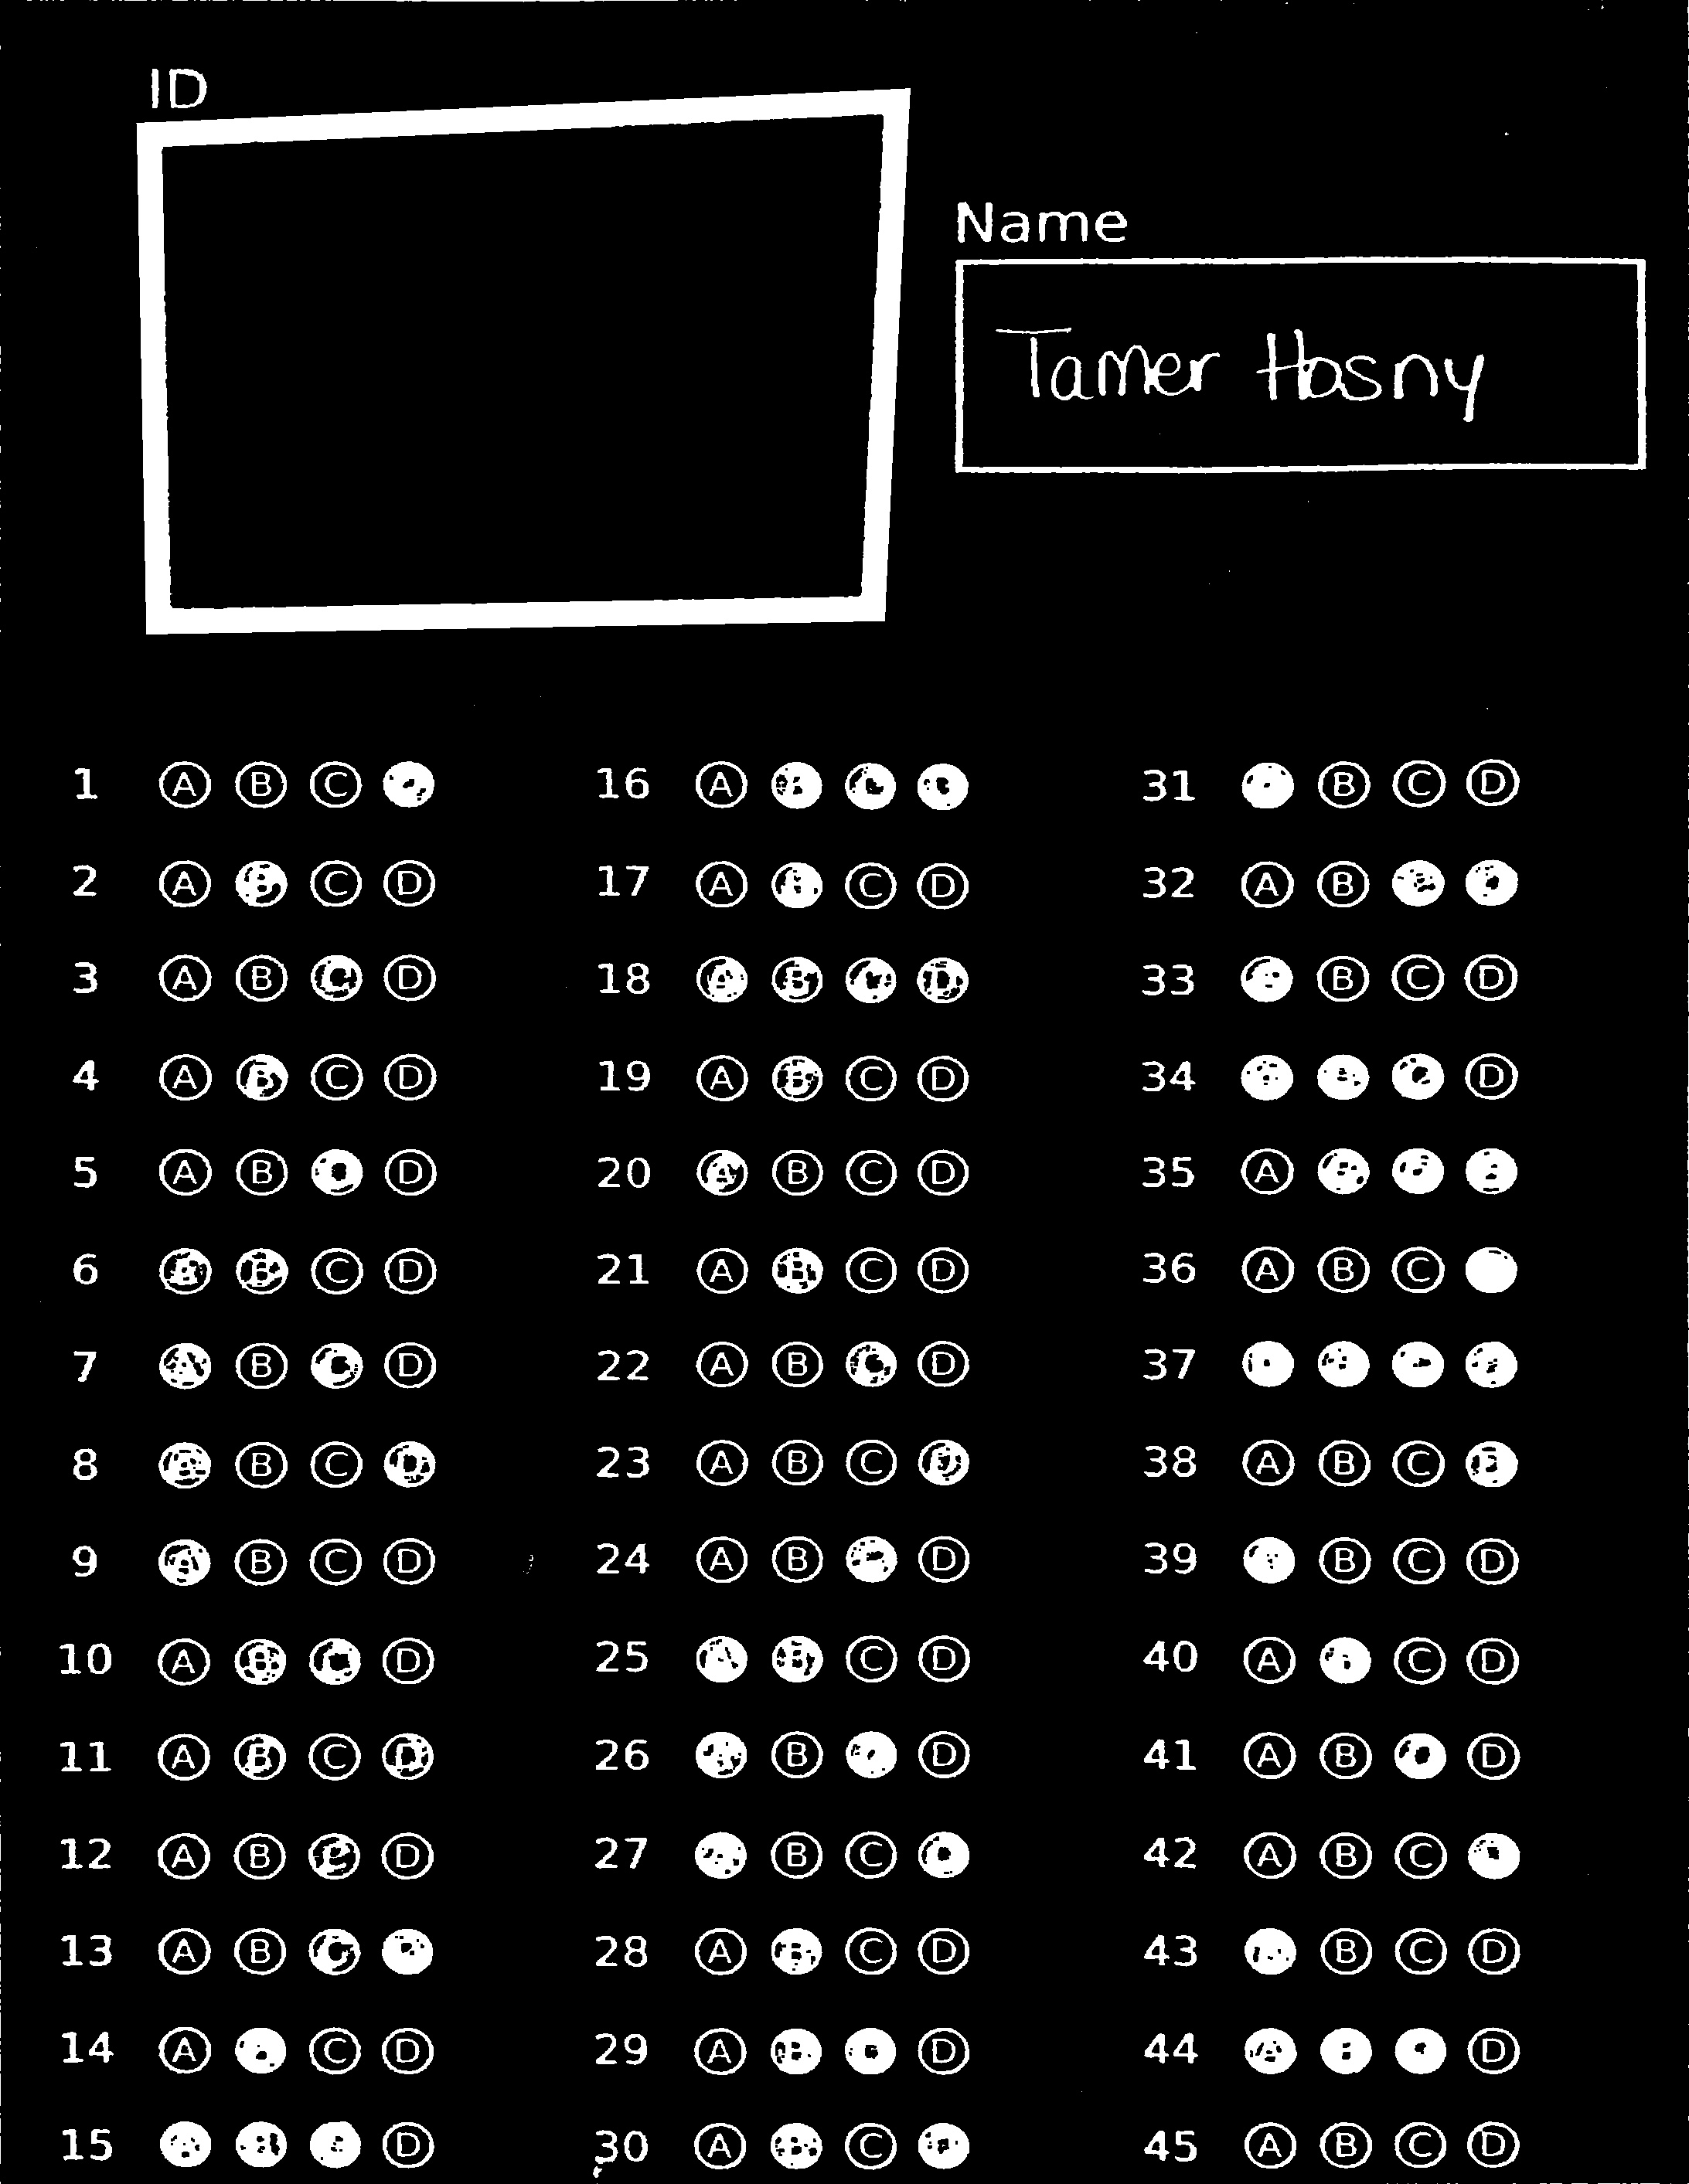 ID
Name
Tamer Hosny
1 A B C
2 A B C D
3 A B C D
4 A B C D
5 A B C D
6 A B C D
7 A B C D
8 A B C D
9 A B C D
10 A B C D
11 A B C D
12 A B C D
13 A B C
14 A C D
15 D
16 A
17 A C D
18 A B C D
19 A B C D
20 A B C D
21 A B C D
22 A B C D
23 A B C D
24 A B D
25 A B C D
26 B D
27 B C
28 A B C D
29 A B D
30 A B C
31 B C D
32 A B
33 B C D
34 D
35 A
36 A B C
37
38 A B C
39 B C D
40 A C D
41 A B D
42 A B C
43 B C D
44 D
45 A B C D